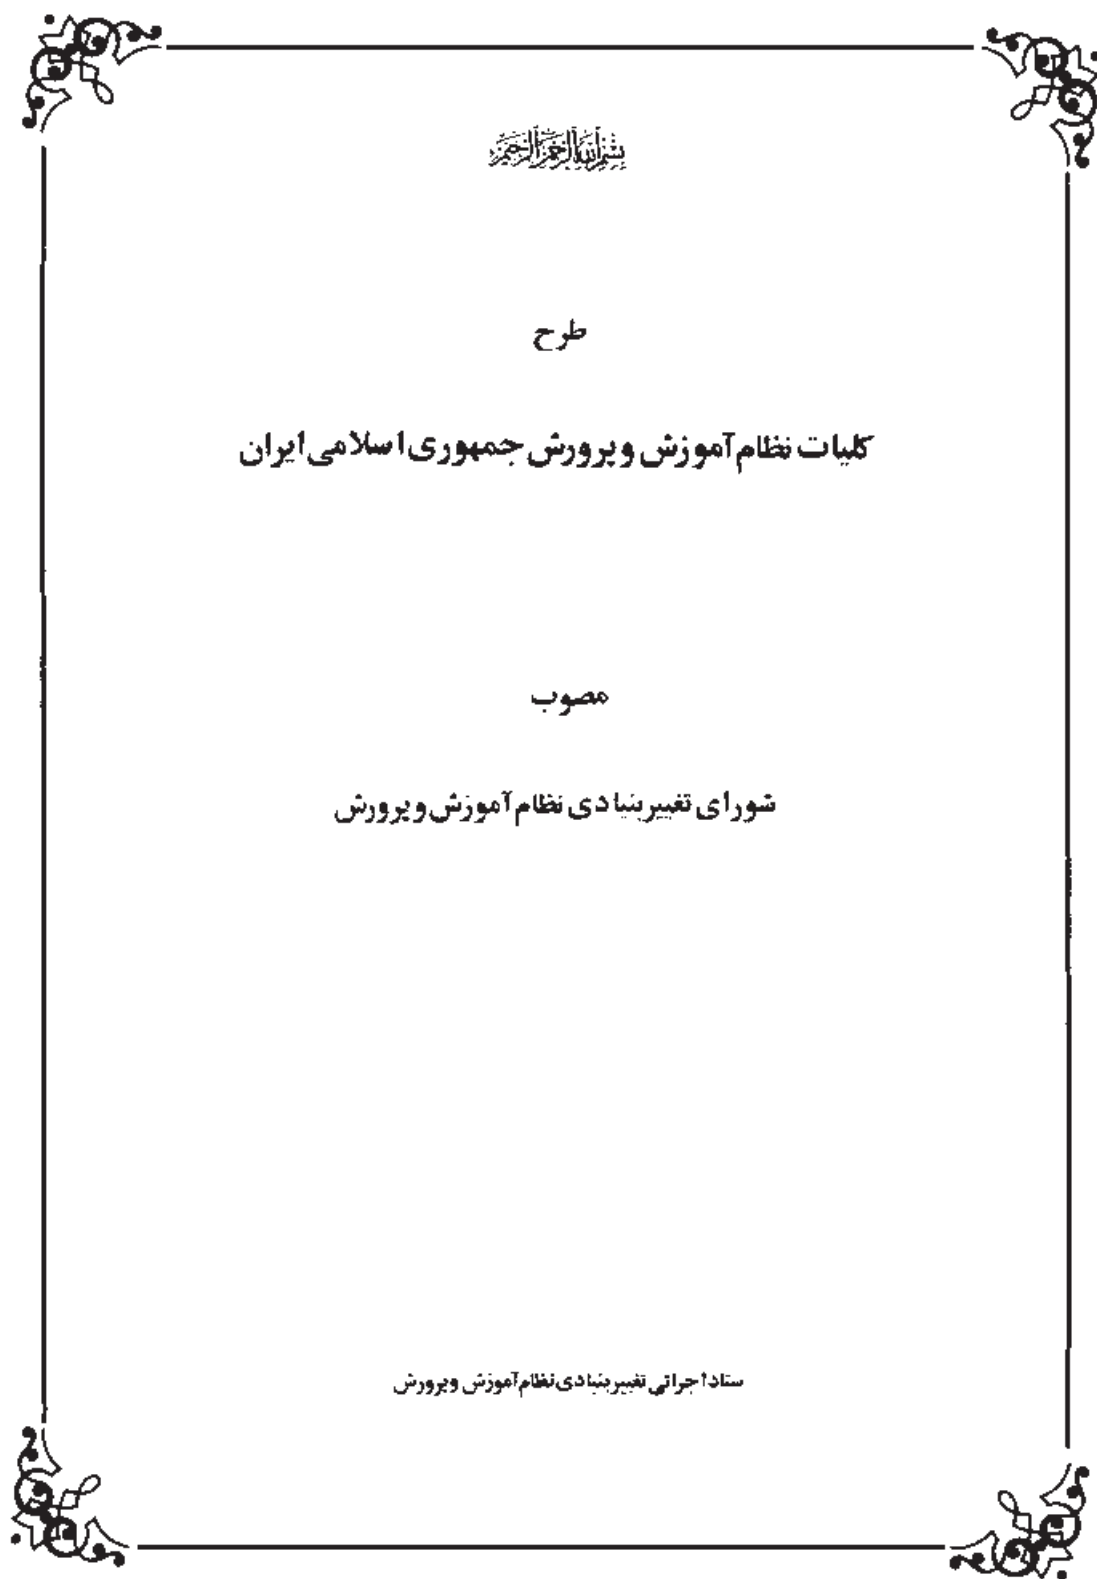 بسم الله الرحمن الرحیم
طرح
کلیات نظام آموزش و پرورش جمهوری اسلامی ایران
مصوب
شورای تغییر بنیادی نظام آموزش و پرورش
ستاد اجرائی تغییر بنیادی نظام آموزش و پرورش